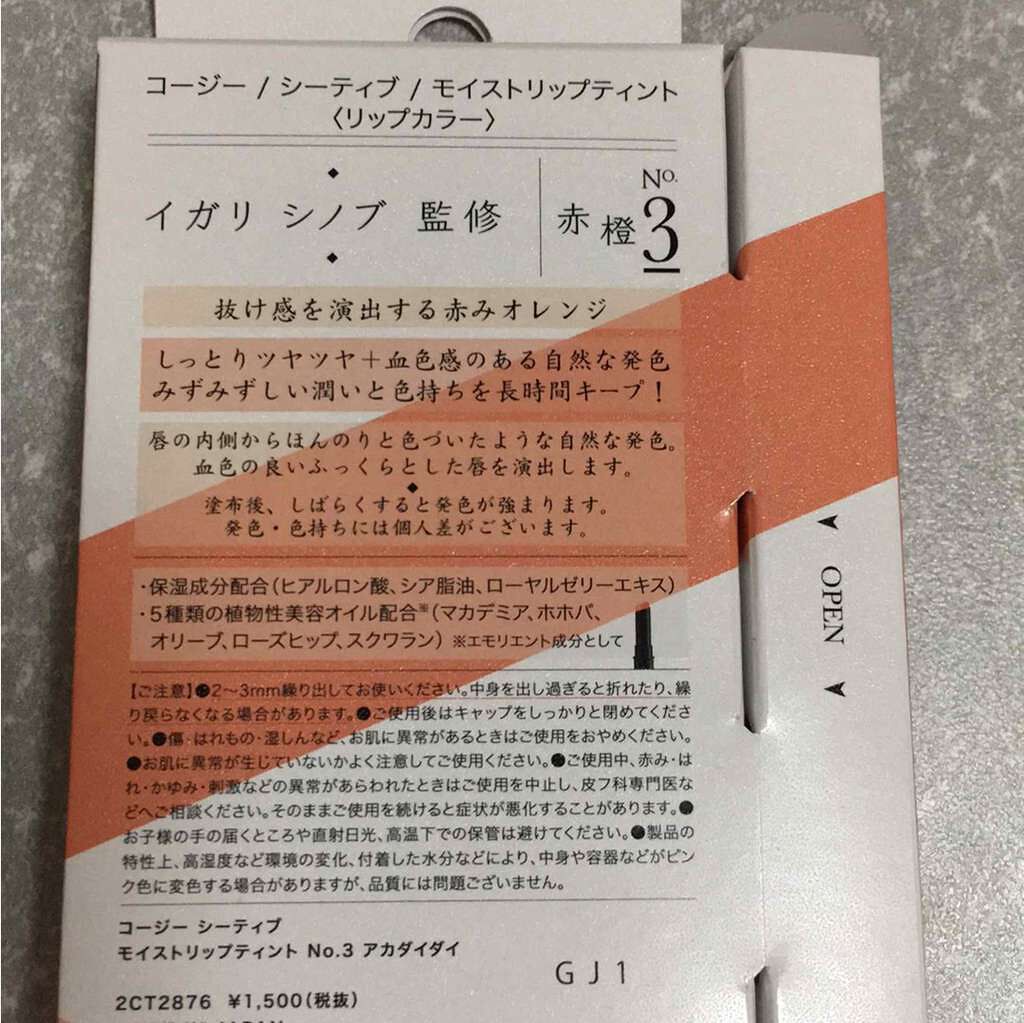 コージー / シーティブ / モイストリップティント
〈リップカラー〉
イガリ シノブ 監修
赤橙
No.
3
抜け感を演出する赤みオレンジ
しっとりツヤツヤ＋血色感のある自然な発色
みずみずしい潤いと色持ちを長時間キープ！
唇の内側からほんのりと色づいたような自然な発色。
血色の良いふっくらとした唇を演出します。
塗布後、しばらくすると発色が強まります。
発色・色持ちには個人差がございます。
・保湿成分配合（ヒアルロン酸、シア脂油、ローヤルゼリーエキス）
・5種類の植物性美容オイル配合※（マカデミア、ホホバ、
オリーブ、ローズヒップ、スクワラン） ※エモリエント成分として
【ご注意】●2～3mm繰り出してお使いください。中身を出し過ぎると折れたり、繰
り戻らなくなる場合があります。●ご使用後はキャップをしっかりと閉めてくださ
い。●傷・はれもの・湿しんなど、お肌に異常があるときはご使用をおやめください。
●お肌に異常が生じていないかよく注意してご使用ください。●ご使用中、赤み・は
れ・かゆみ・刺激などの異常があらわれたときはご使用を中止し、皮フ科専門医な
どへご相談ください。そのままご使用を続けると症状が悪化することがあります。●
お子様の手の届くところや直射日光、高温下での保管は避けてください。●製品の
特性上、高湿度など環境の変化、付着した水分などにより、中身や容器などがピン
ク色に変色する場合がありますが、品質には問題ございません。
コージー シーティブ
モイストリップティント No.3 アカダイダイ
GJ1
2CT2876 ¥1,500（税抜）
OPEN